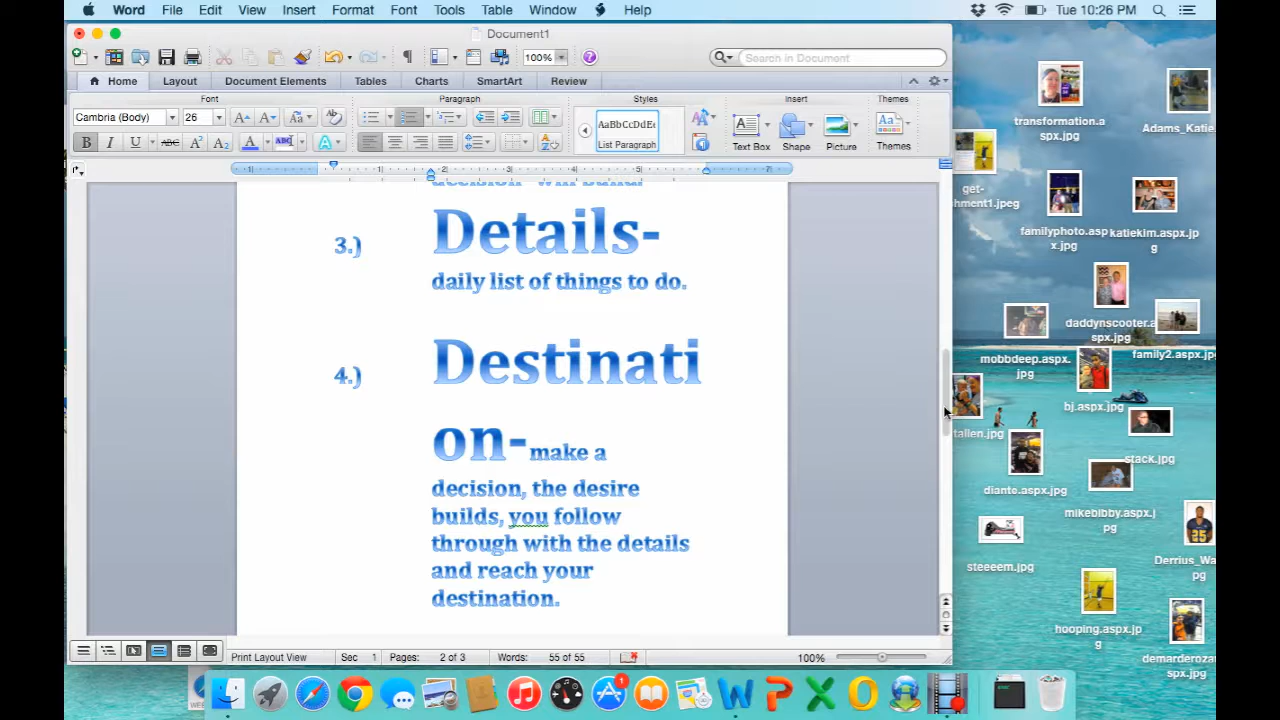 Word File Edit View Insert Format Font Tools Table Window Help Tue 10:26 PM
Document1
100% Search in Document
Home Layout Document Elements Tables Charts SmartArt Review
Font Paragraph Styles Insert Themes
Cambria (Body) 26 AaBbCcDdEe
List Paragraph Text Box Shape Picture Themes
decision will build.
3.) Details-
daily list of things to do.
4.) Destinati
on- make a
decision, the desire
builds, you follow
through with the details
and reach your
destination.
Print Layout View Sec 1 Pages: 2 of 3 Words: 55 of 55 100%
transformation.a
spx.jpg
Adams_Katie.
get-
hment1.jpeg
familyphoto.asp
x.jpg
katiekim.aspx.jp
g
daddynscooter.a
spx.jpg
mobbdeep.aspx.
jpg
family2.aspx.jp
bj.aspx.jpg
tallen.jpg
stack.jpg
diante.aspx.jpg
mikebibby.aspx.j
pg
steeeem.jpg
Derrius_Wa
pg
hooping.aspx.jp
g
demarderoza
spx.jpg